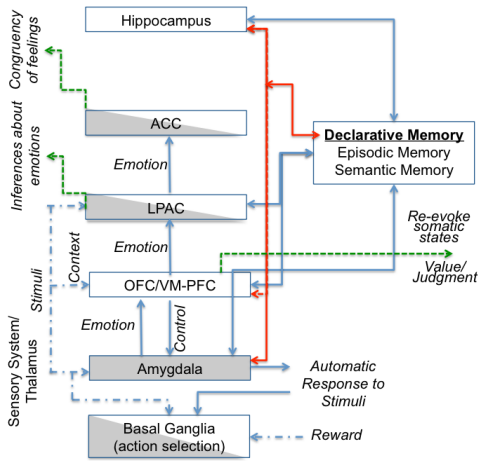 Hippocampus
Congruency
of feelings
ACC
Declarative Memory
Episodic Memory
Semantic Memory
Emotion
Inferences about
emotions
LPAC
Re-evoke
somatic
states
Emotion
Context
Stimuli
Value/
Judgment
OFC/VM-PFC
Emotion
Control
Sensory System/
Thalamus
Amygdala
Automatic
Response to
Stimuli
Basal Ganglia
(action selection)
Reward